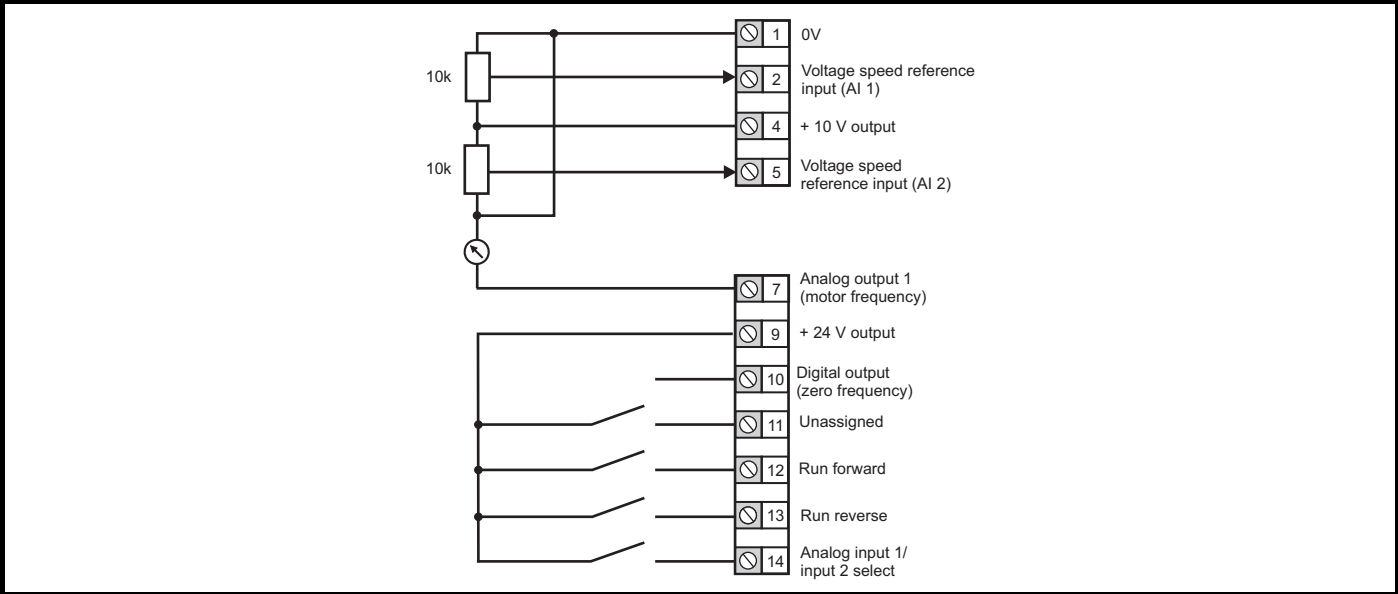 1 0V
10k
2 Voltage speed reference
input (AI 1)
4 + 10 V output
10k
5 Voltage speed
reference input (AI 2)
7 Analog output 1
(motor frequency)
9 + 24 V output
10 Digital output
(zero frequency)
11 Unassigned
12 Run forward
13 Run reverse
14 Analog input 1/
input 2 select